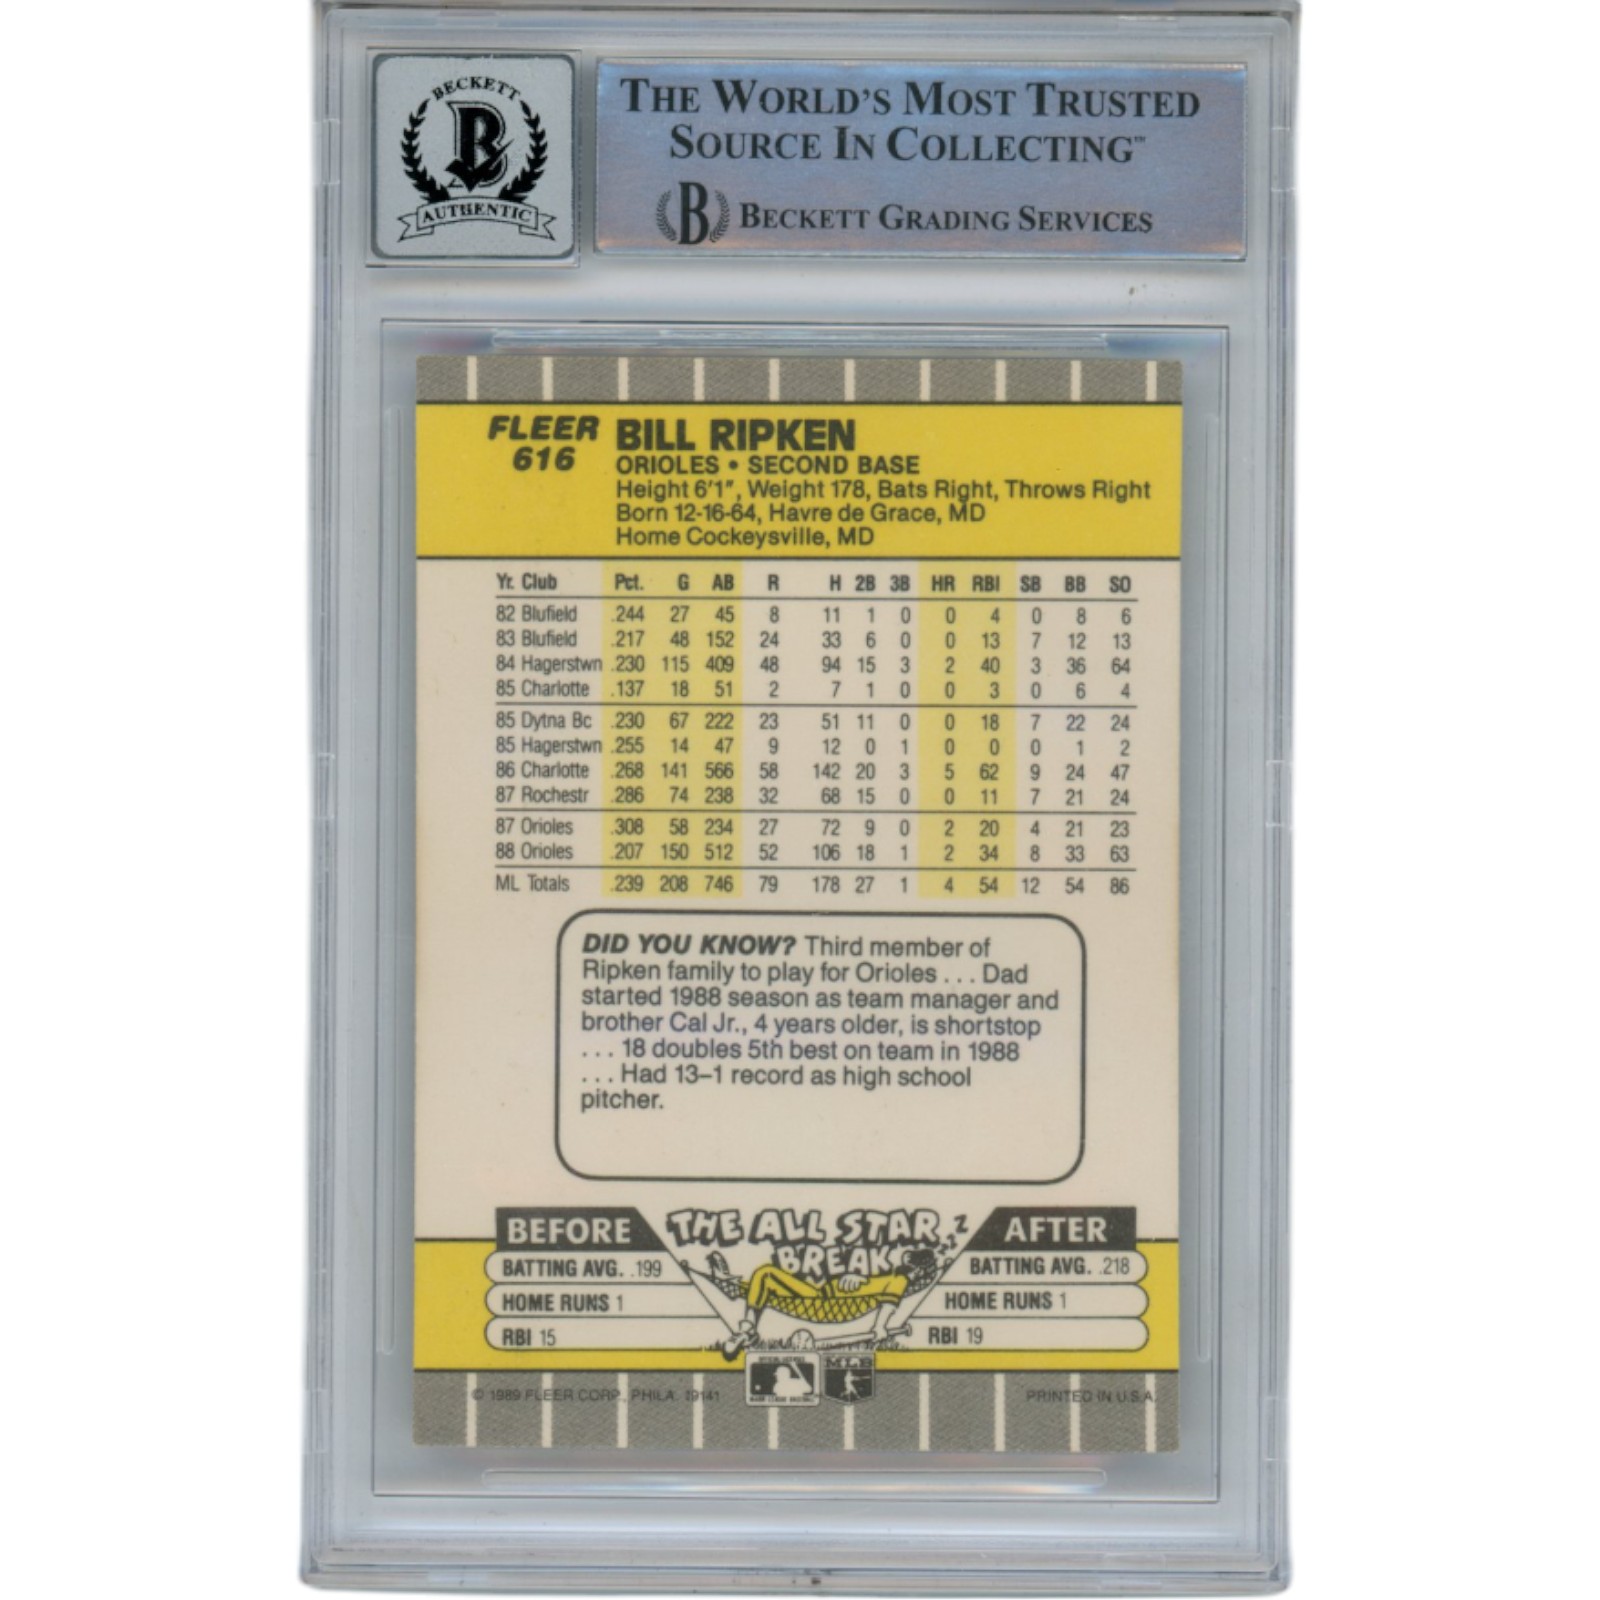 BECKETT
B
AUTHENTIC
THE WORLD'S MOST TRUSTED
SOURCE IN COLLECTING™
B BECKETT GRADING SERVICES
FLEER
616
BILL RIPKEN
ORIOLES • SECOND BASE
Height 6'1", Weight 178, Bats Right, Throws Right
Born 12-16-64, Havre de Grace, MD
Home Cockeysville, MD
Yr. Club Pct. G AB R H 2B 3B HR RBI SB BB SO
82 Blufield .244 27 45 8 11 1 0 0 4 0 8 6
83 Blufield .217 48 152 24 33 6 0 0 13 7 12 13
84 Hagerstwn .230 115 409 48 94 15 3 2 40 3 36 64
85 Charlotte .137 18 51 2 7 1 0 0 3 0 6 4
85 Dytna Bc .230 67 222 23 51 11 0 0 18 7 22 24
85 Hagerstwn .255 14 47 9 12 0 1 0 0 0 1 2
86 Charlotte .268 141 566 58 142 20 3 5 62 9 24 47
87 Rochestr .286 74 238 32 68 15 0 0 11 7 21 24
87 Orioles .308 58 234 27 72 9 0 2 20 4 21 23
88 Orioles .207 150 512 52 106 18 1 2 34 8 33 63
ML Totals .239 208 746 79 178 27 1 4 54 12 54 86
DID YOU KNOW? Third member of
Ripken family to play for Orioles . . . Dad
started 1988 season as team manager and
brother Cal Jr., 4 years older, is shortstop
. . . 18 doubles 5th best on team in 1988
. . . Had 13–1 record as high school
pitcher.
BEFORE
BATTING AVG. .199
HOME RUNS 1
RBI 15
THE ALL STAR
BREAK
ZZZZ
AFTER
BATTING AVG. .218
HOME RUNS 1
RBI 19
© 1989 FLEER CORP., PHILA. 19141
MLB
PRINTED IN U.S.A.